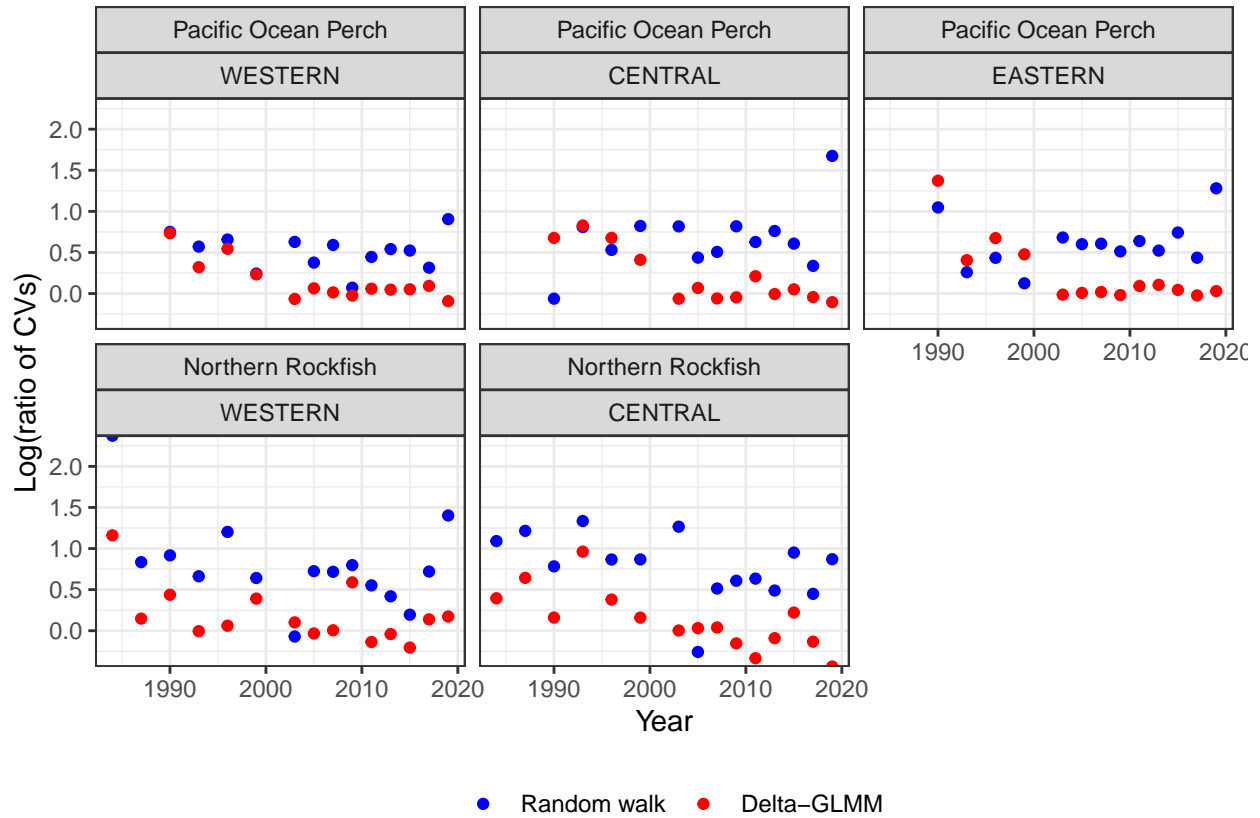 Pacific Ocean Perch Pacific Ocean Perch Pacific Ocean Perch
WESTERN CENTRAL EASTERN
2.0
1.5
1.0
0.5
0.0
1990 2000 2010 2020
Northern Rockfish Northern Rockfish
WESTERN CENTRAL
2.0
1.5
1.0
0.5
0.0
1990 2000 2010 2020 1990 2000 2010 2020
Log(ratio of CVs)
Year
Random walk Delta−GLMM